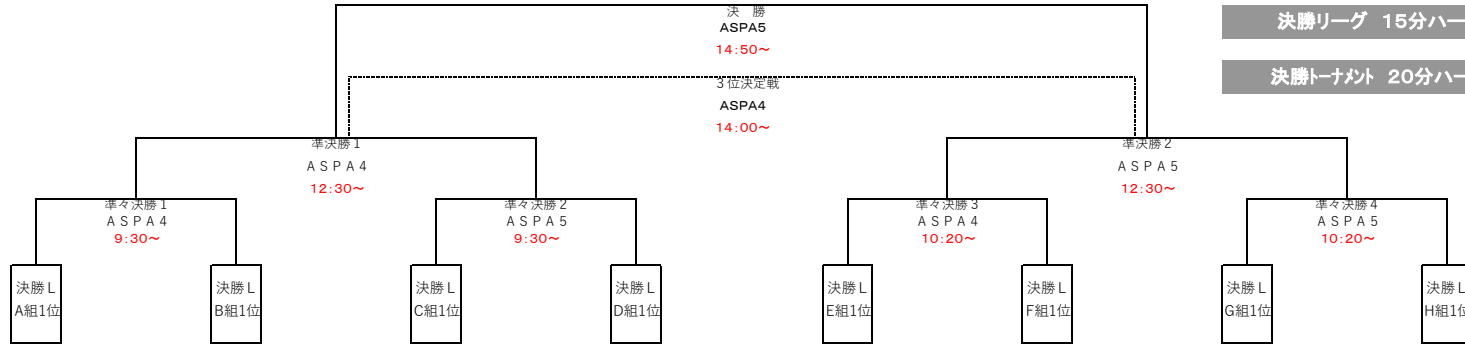 決　勝
ASPA5
14:50～
決勝リーグ　15分ハー
決勝トーナメント　20分ハー
３位決定戦
ASPA4
14:00～
準決勝１
ＡＳＰＡ４
12:30～
準決勝２
ＡＳＰＡ５
12:30～
準々決勝１
ＡＳＰＡ４
9:30～
準々決勝２
ＡＳＰＡ５
9:30～
準々決勝３
ＡＳＰＡ４
10:20～
準々決勝４
ＡＳＰＡ５
10:20～
決勝Ｌ
A組1位
決勝Ｌ
B組1位
決勝Ｌ
C組1位
決勝Ｌ
D組1位
決勝Ｌ
E組1位
決勝Ｌ
F組1位
決勝Ｌ
G組1位
決勝Ｌ
H組1位